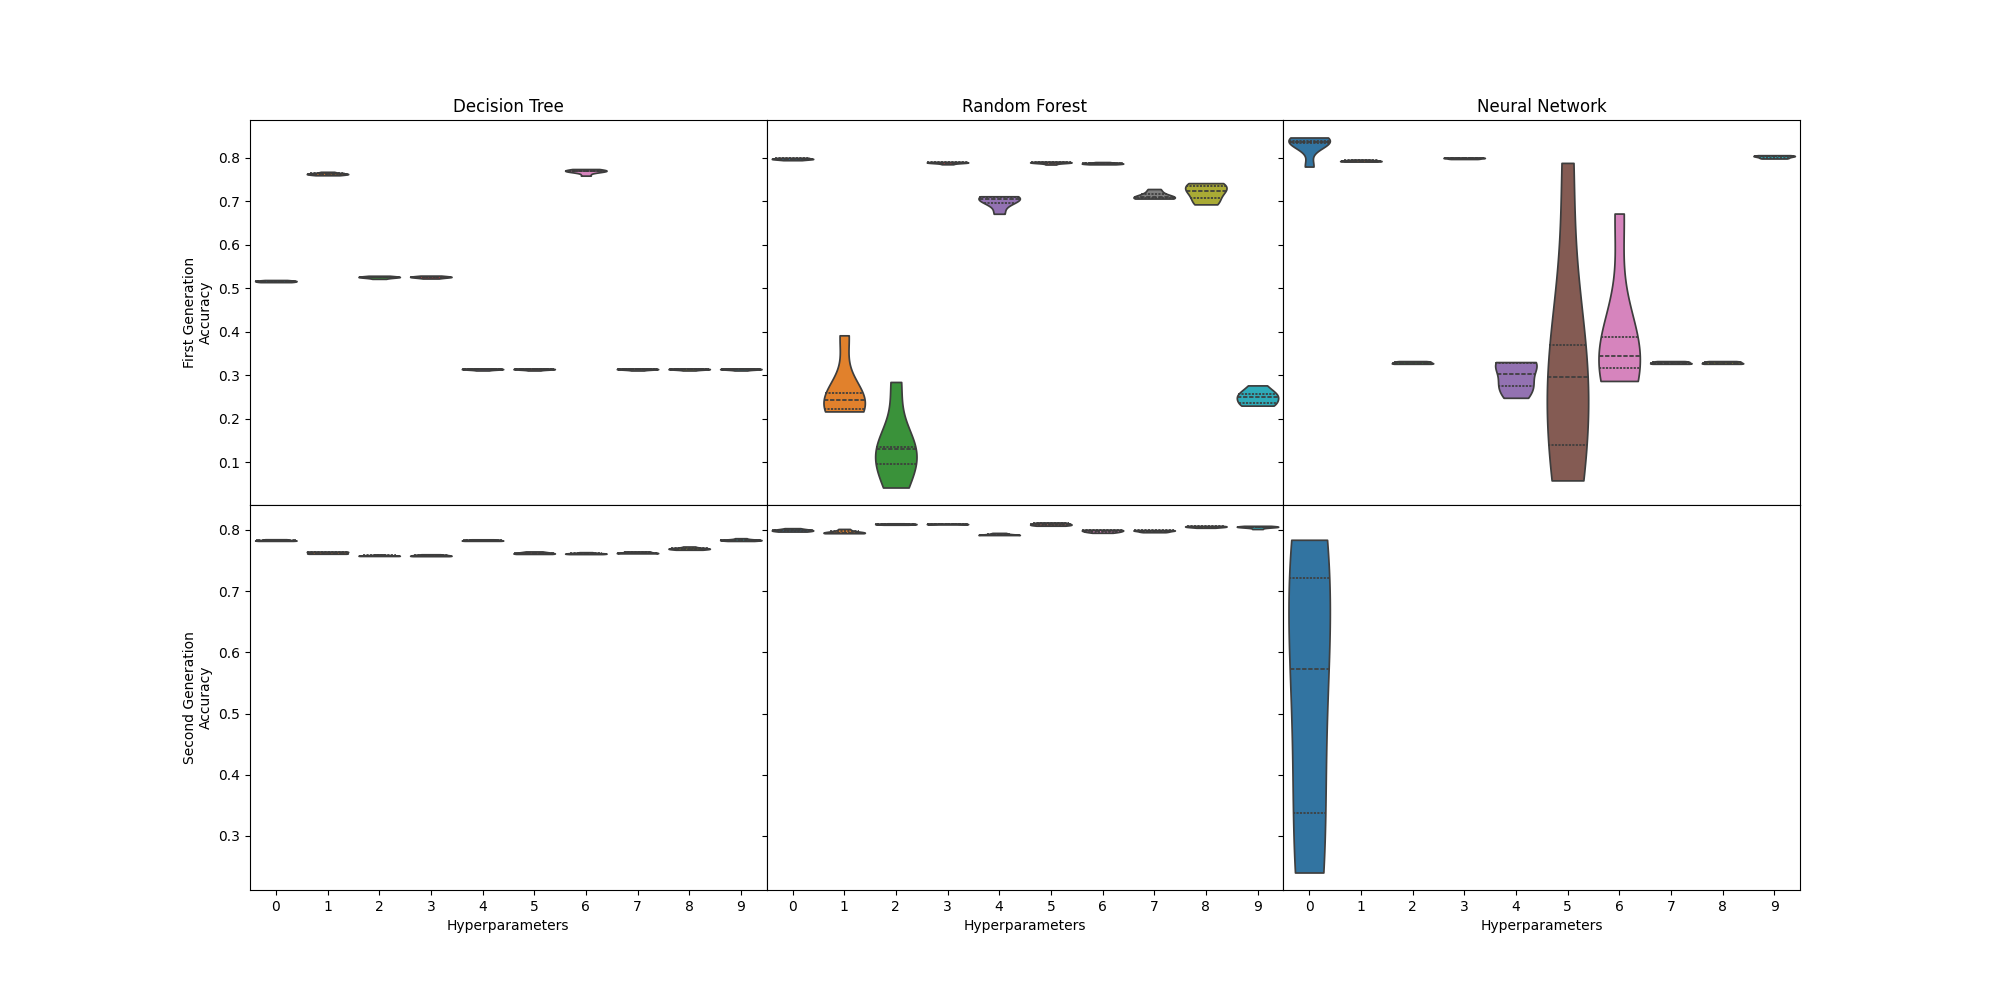 Decision Tree
Random Forest
Neural Network
First Generation
Accuracy
0.8
0.7
0.6
0.5
0.4
0.3
0.2
0.1
Second Generation
Accuracy
0.8
0.7
0.6
0.5
0.4
0.3
0 1 2 3 4 5 6 7 8 9
Hyperparameters
0 1 2 3 4 5 6 7 8 9
Hyperparameters
0 1 2 3 4 5 6 7 8 9
Hyperparameters